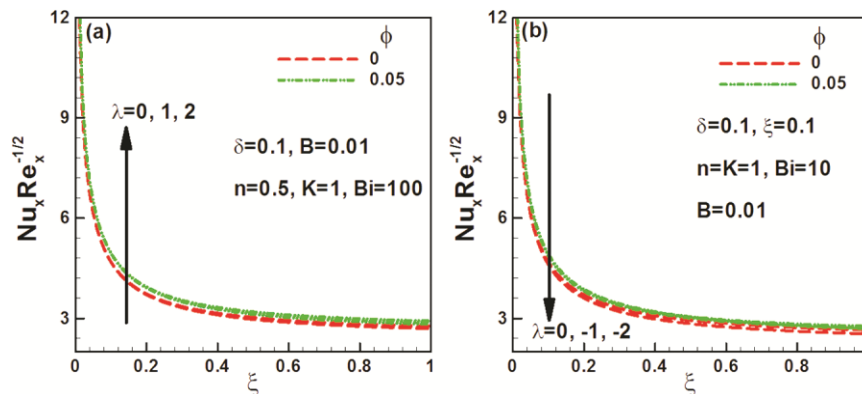 (a)
ϕ
0
0.05
λ=0, 1, 2
δ=0.1, B=0.01
n=0.5, K=1, Bi=100
12
9
6
3
Nu_xRe_x^{-1/2}
0
0.2
0.4
0.6
0.8
1
ξ
(b)
ϕ
0
0.05
δ=0.1, ξ=0.1
n=K=1, Bi=10
B=0.01
λ=0, -1, -2
12
9
6
3
Nu_xRe_x^{-1/2}
0
0.2
0.4
0.6
0.8
ξ